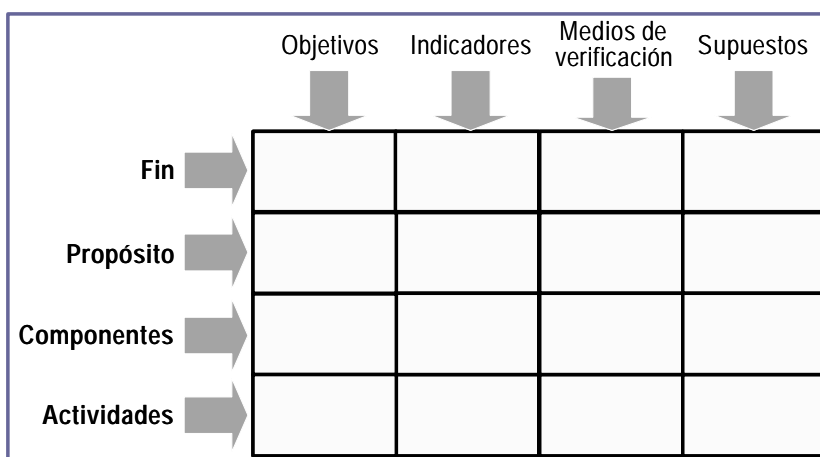 Objetivos
Indicadores
Medios de
verificación
Supuestos
Fin
Propósito
Componentes
Actividades